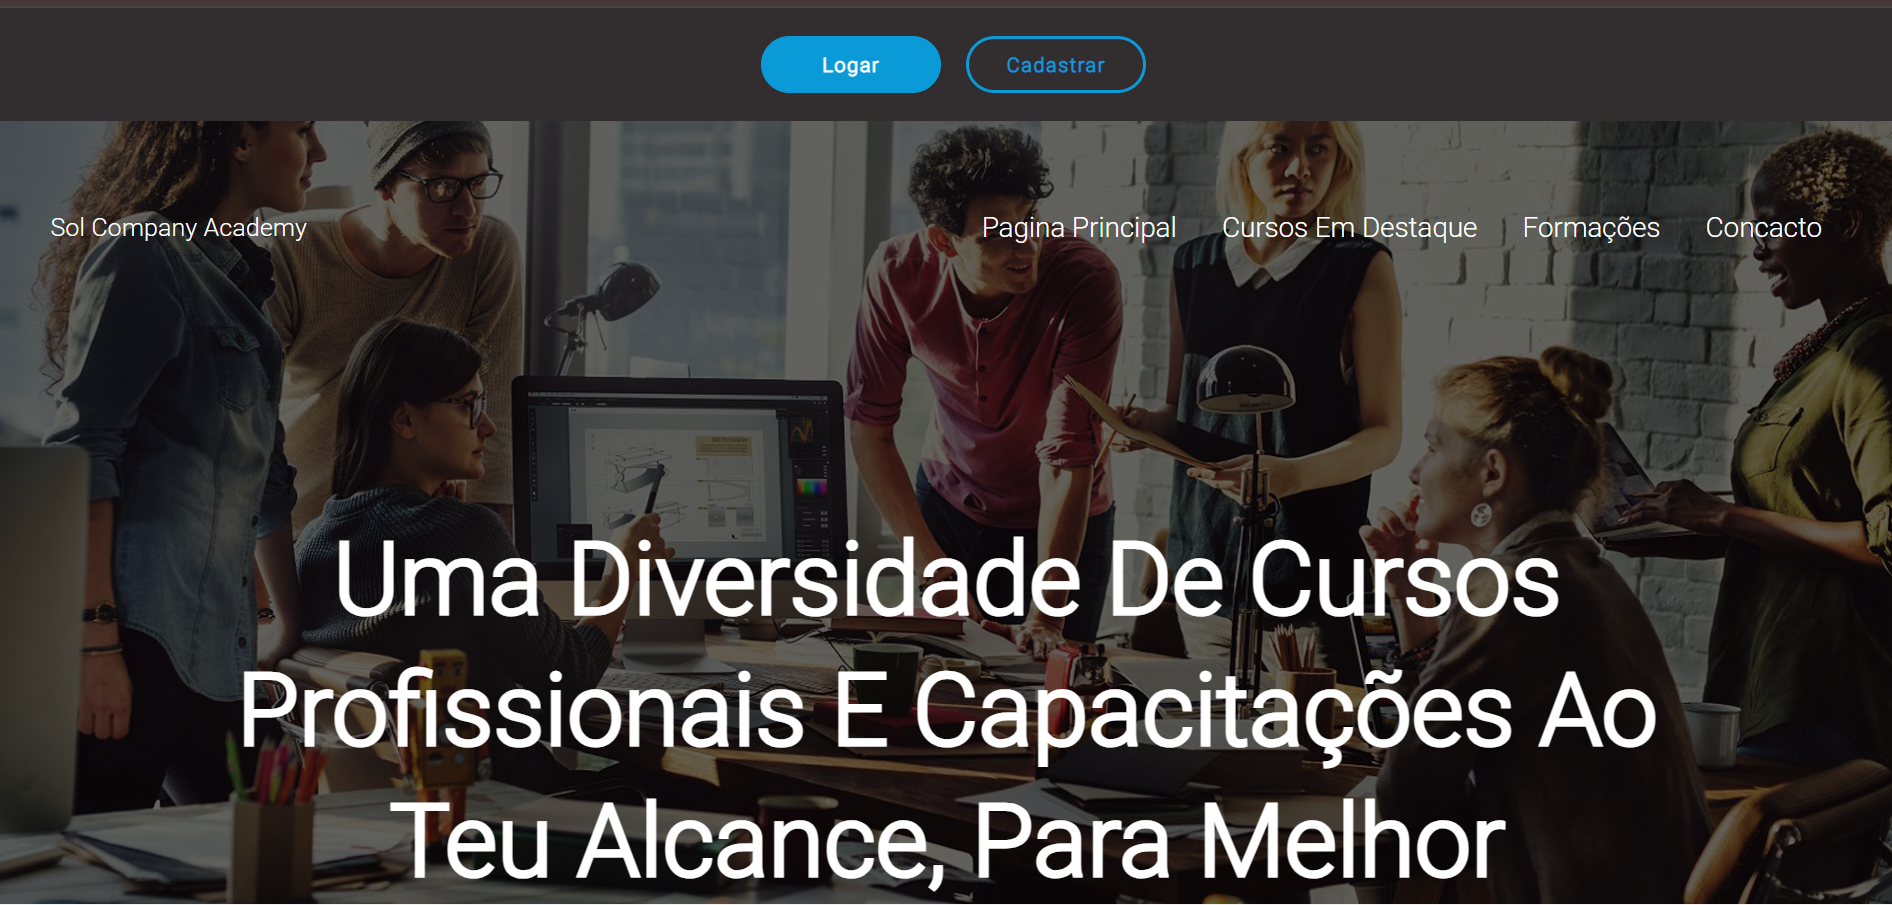 Logar Cadastrar
Sol Company Academy Pagina Principal Cursos Em Destaque Formações Concacto
Uma Diversidade De Cursos
Profissionais E Capacitações Ao
Teu Alcance, Para Melhor